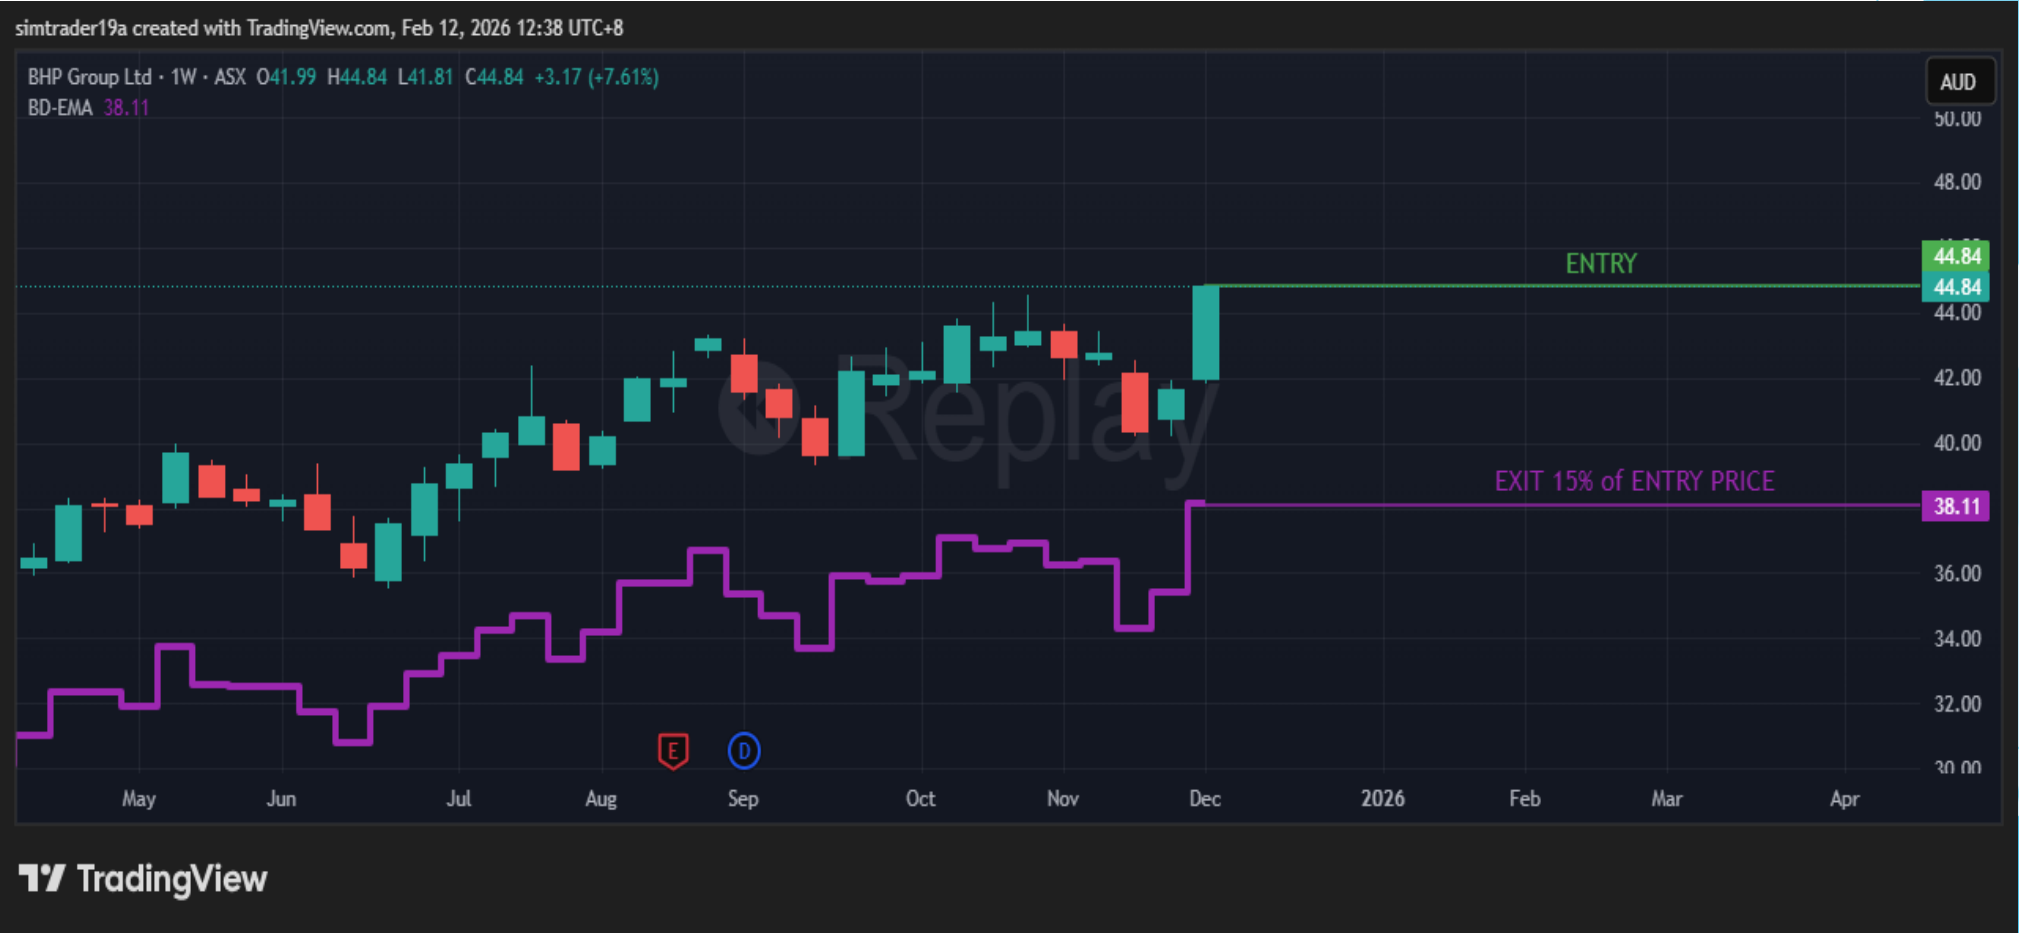 simtrader19a created with TradingView.com, Feb 12, 2026 12:38 UTC+8
BHP Group Ltd · 1W · ASX O41.99 H44.84 L41.81 C44.84 +3.17 (+7.61%)
BD-EMA 38.11
AUD
50.00
48.00
44.84
44.84
44.00
42.00
40.00
38.11
36.00
34.00
32.00
30.00
ENTRY
EXIT 15% of ENTRY PRICE
Replay
E
D
May Jun Jul Aug Sep Oct Nov Dec 2026 Feb Mar Apr
TradingView